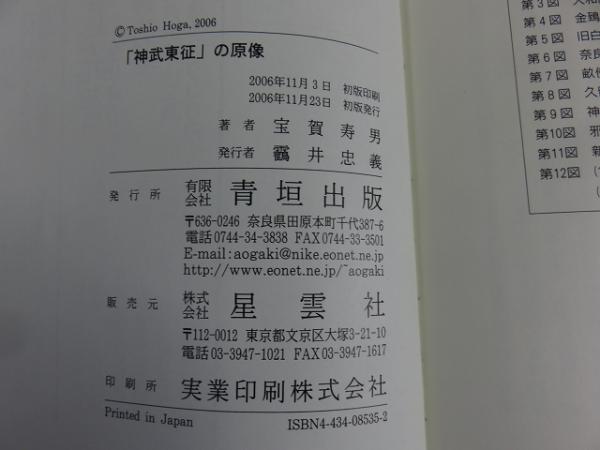 © Toshio Hoga, 2006
「神武東征」の原像
2006年11月3日 初版印刷
2006年11月23日 初版発行
著者 宝賀寿男
発行者 靏井忠義
発行所 有限会社 青垣出版
〒636-0246 奈良県田原本町千代387-6
電話0744-34-3838 FAX0744-33-3501
E-mail:aogaki@nike.eonet.ne.jp
http://www.eonet.ne.jp/~aogaki
販売元 株式会社 星雲社
〒112-0012 東京都文京区大塚3-21-10
電話03-3947-1021 FAX03-3947-1617
印刷所 実業印刷株式会社
Printed in Japan ISBN4-434-08535-2
第3図
第4図 金鵄
第5図 旧白
第6図 奈良
第7図 畝傍
第8図 久
第9図 神
第10図
第11図 新
第12図 (